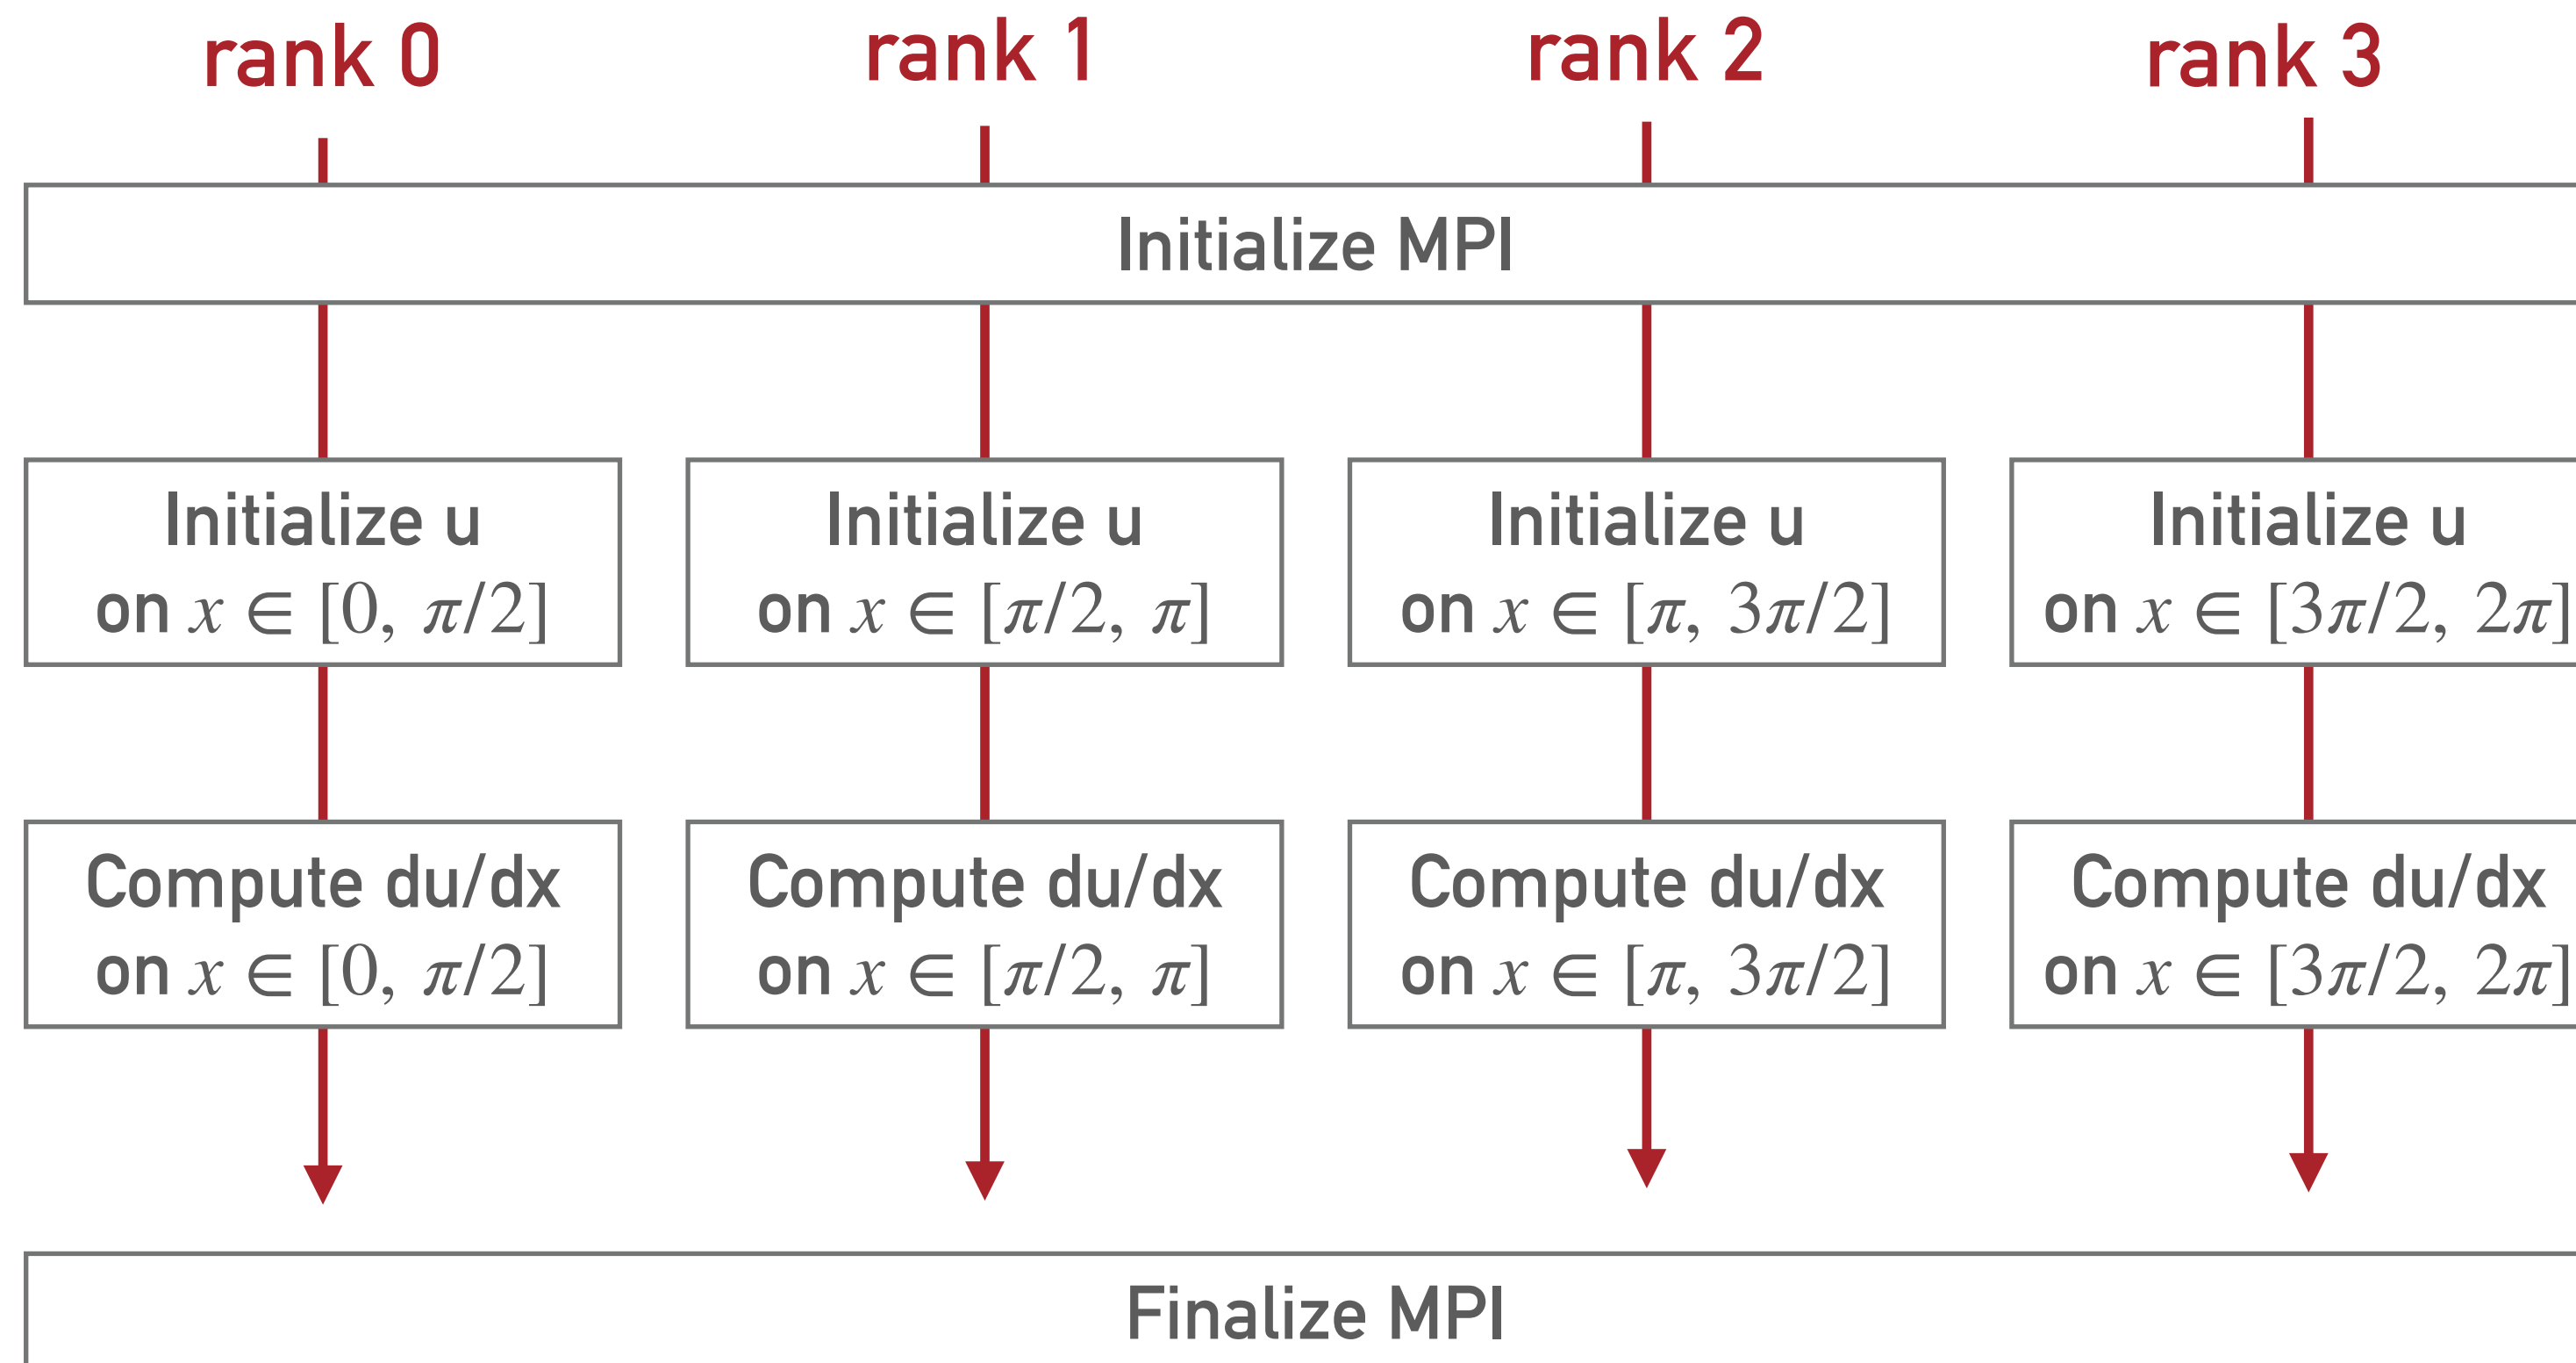 rank 0
rank 1
rank 2
rank 3
Initialize MPI
Initialize u
on x ∈ [0, π/2]
Initialize u
on x ∈ [π/2, π]
Initialize u
on x ∈ [π, 3π/2]
Initialize u
on x ∈ [3π/2, 2π]
Compute du/dx
on x ∈ [0, π/2]
Compute du/dx
on x ∈ [π/2, π]
Compute du/dx
on x ∈ [π, 3π/2]
Compute du/dx
on x ∈ [3π/2, 2π]
Finalize MPI